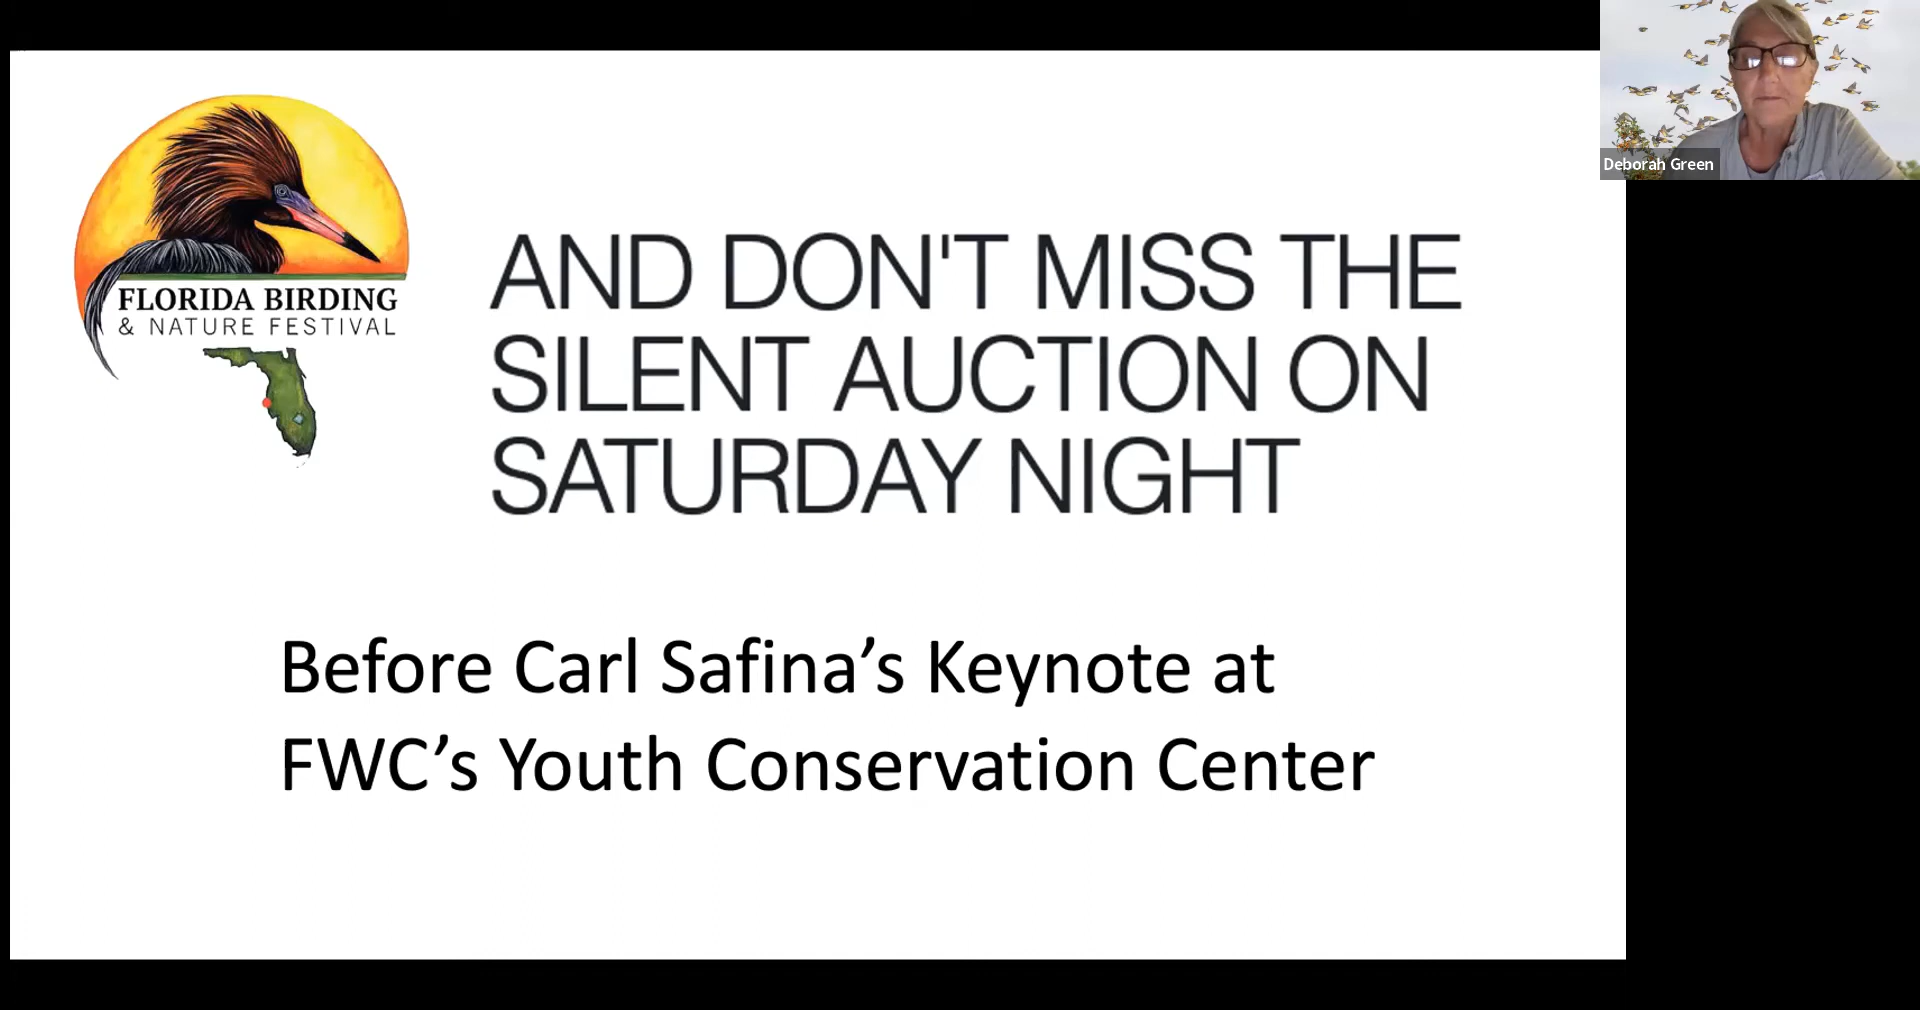 FLORIDA BIRDING
& NATURE FESTIVAL
AND DON'T MISS THE
SILENT AUCTION ON
SATURDAY NIGHT
Before Carl Safina’s Keynote at
FWC’s Youth Conservation Center
Deborah Green